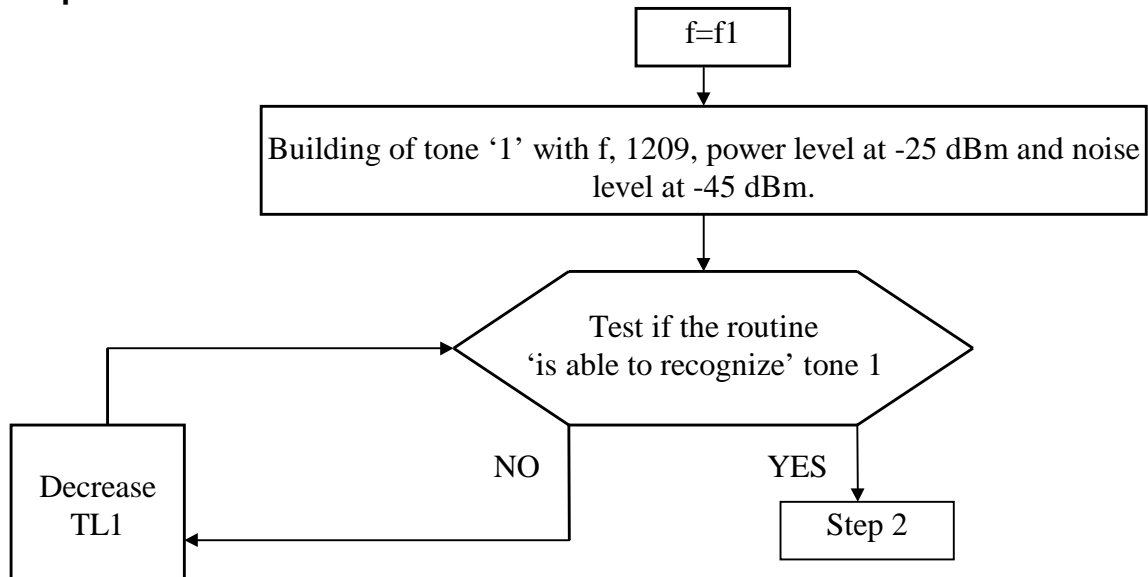 f=f1
Building of tone ‘1’ with f, 1209, power level at -25 dBm and noise
level at -45 dBm.
Test if the routine
‘is able to recognize’ tone 1
NO
YES
Decrease
TL1
Step 2